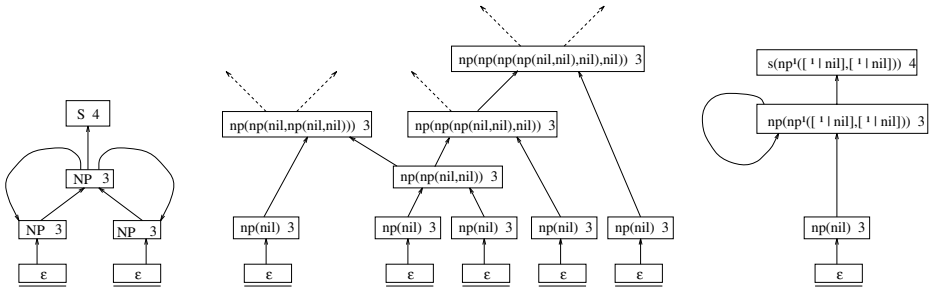 S 4
NP 3
NP 3
NP 3
ε
ε
np(np(np(np(nil,nil),nil),nil)) 3
np(np(nil,np(nil,nil))) 3
np(np(np(nil,nil),nil)) 3
np(np(nil,nil)) 3
np(nil) 3
np(nil) 3
np(nil) 3
np(nil) 3
np(nil) 3
ε
ε
ε
ε
ε
s(np¹([ ¹ | nil],[ ¹ | nil])) 4
np(np¹([ ¹ | nil],[ ¹ | nil])) 3
np(nil) 3
ε